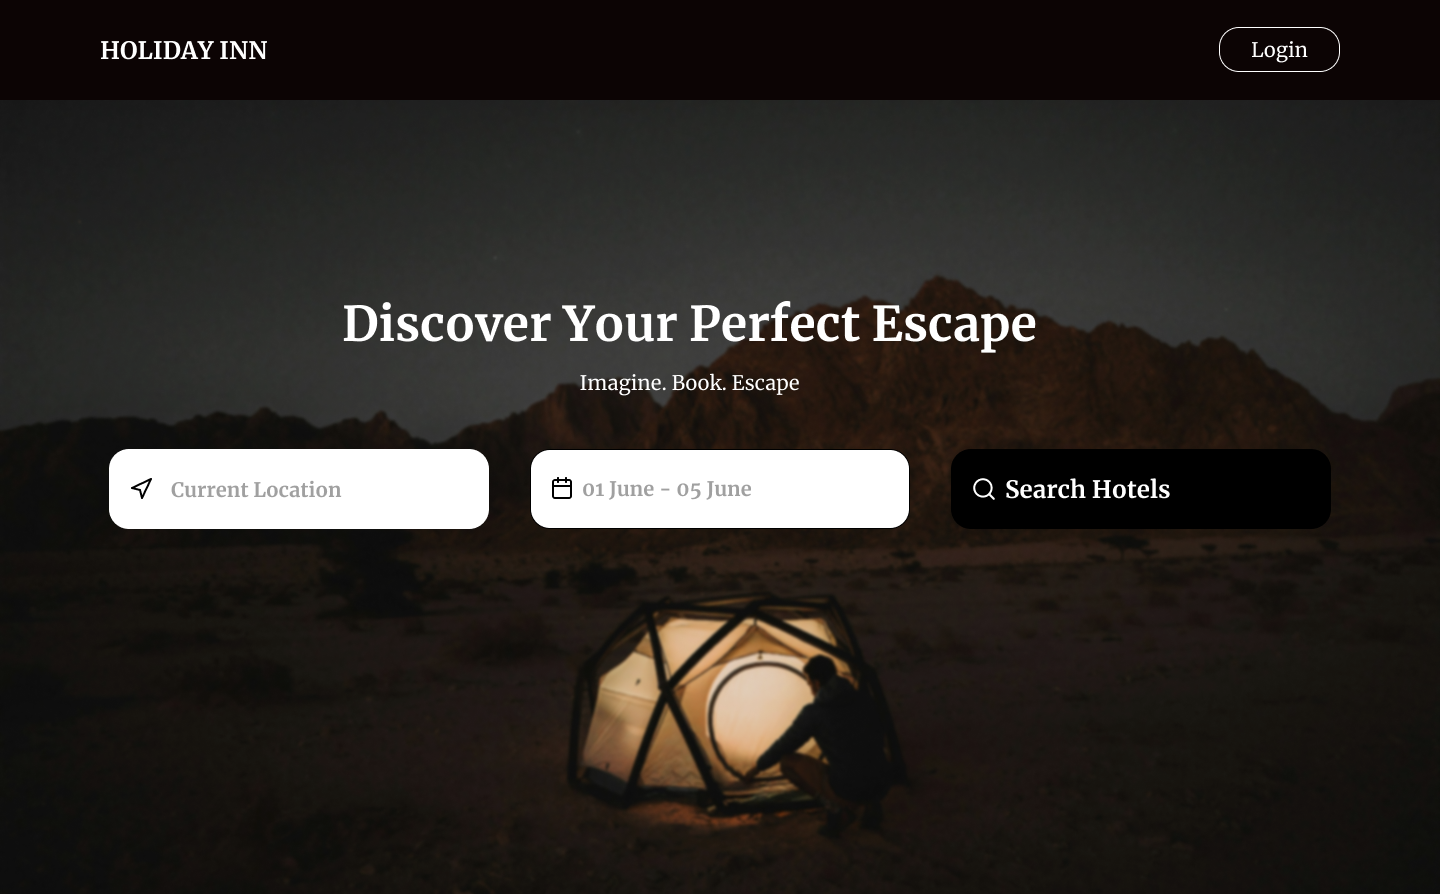 HOLIDAY INN
Login
Discover Your Perfect Escape
Imagine. Book. Escape
Current Location
01 June - 05 June
Search Hotels